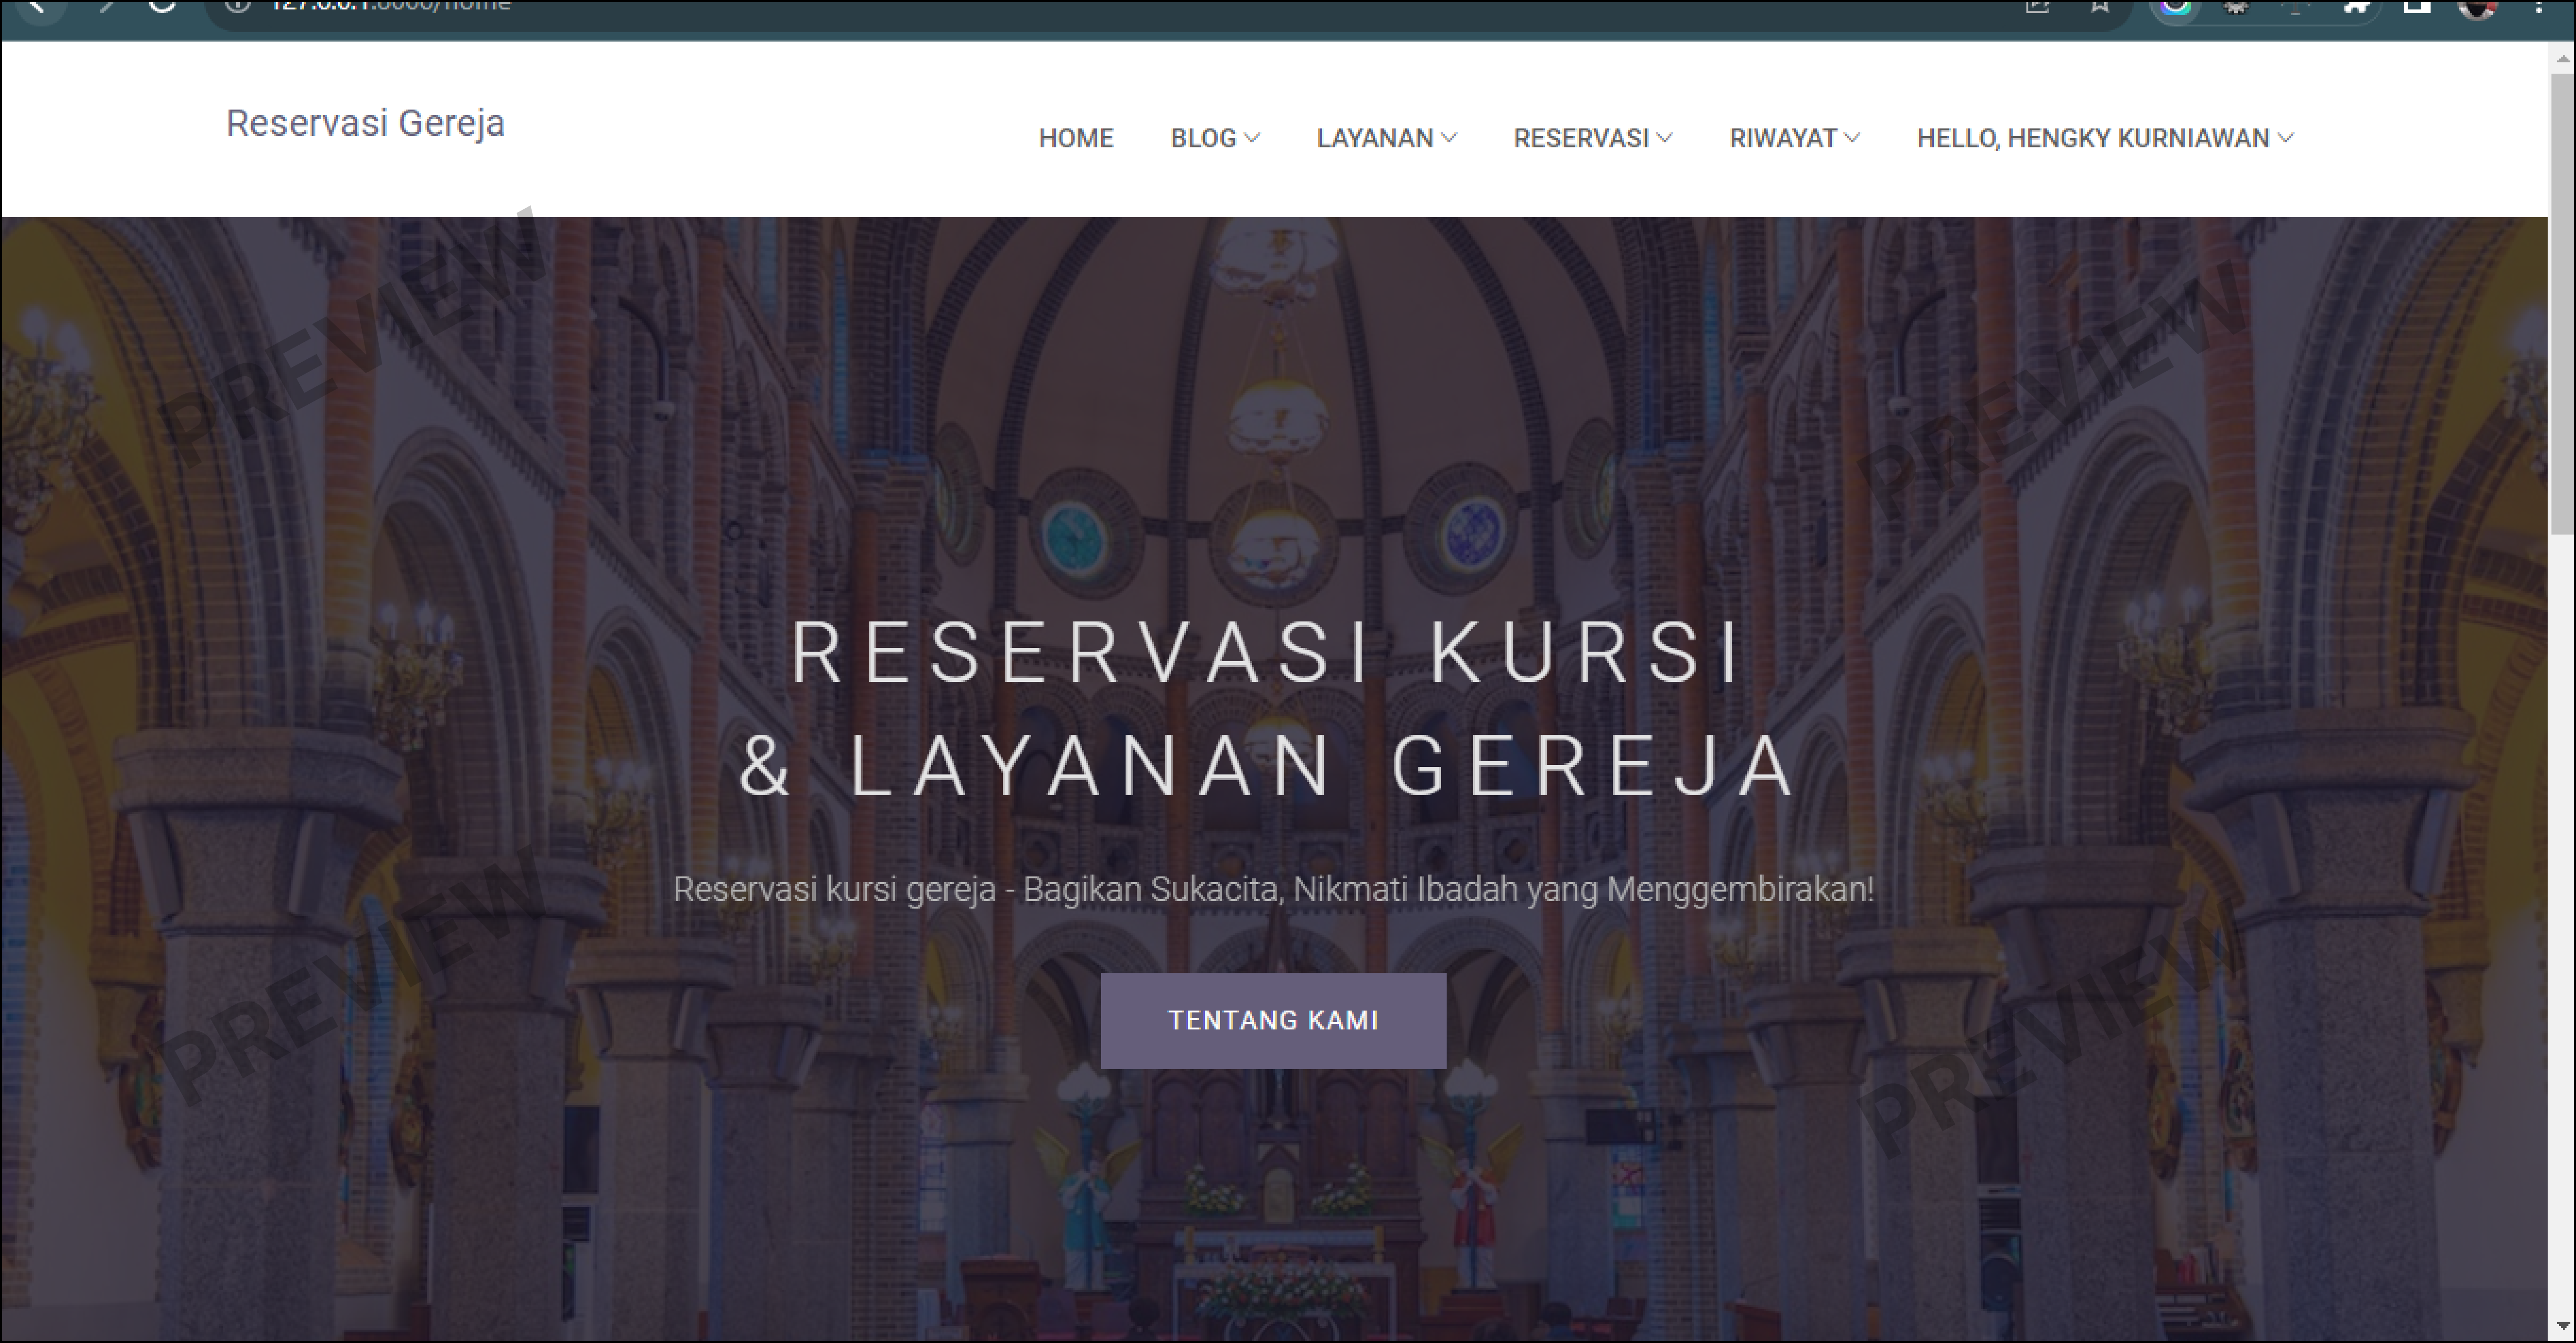 127.0.0.1:8000/home
Reservasi Gereja
HOME
BLOG
LAYANAN
RESERVASI
RIWAYAT
HELLO, HENGKY KURNIAWAN
PREVIEW
PREVIEW
RESERVASI KURSI
& LAYANAN GEREJA
Reservasi kursi gereja - Bagikan Sukacita, Nikmati Ibadah yang Menggembirakan!
PREVIEW
PREVIEW
TENTANG KAMI